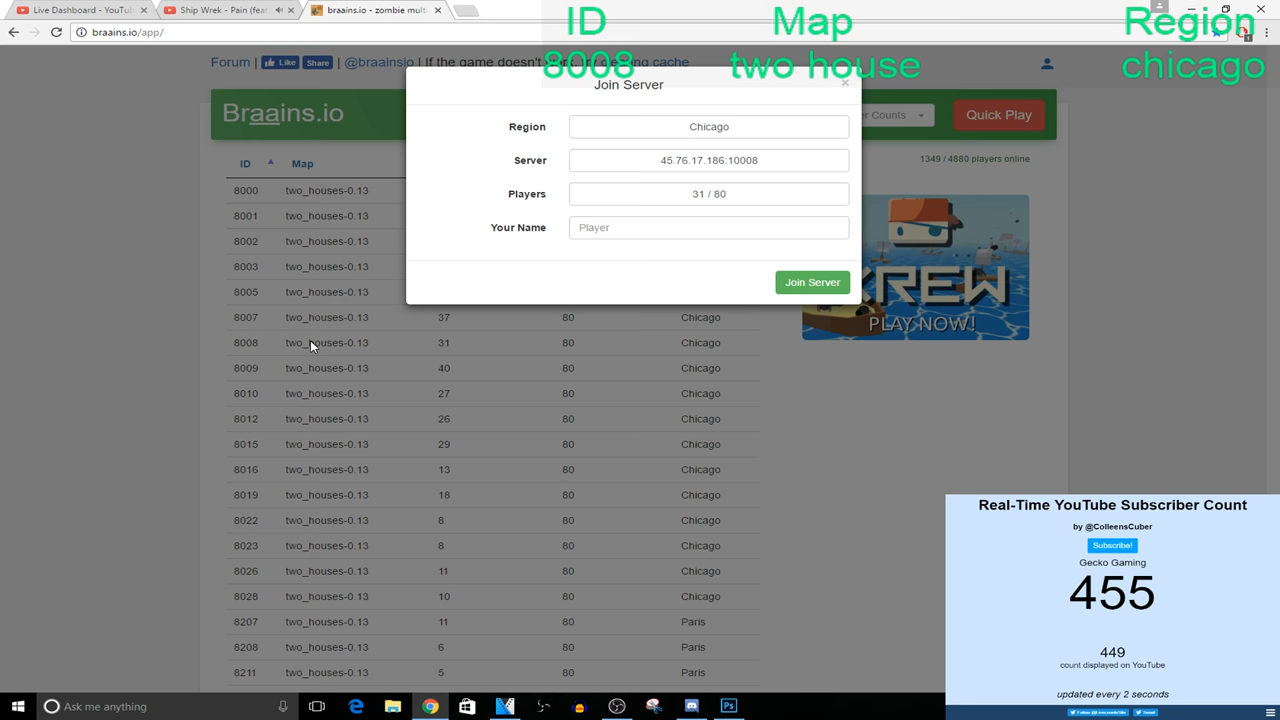 Live Dashboard - YouTu
Ship Wrek - Pain (feat
braains.io - zombie mult
braains.io/app/
ID Map Region
8008 two house chicago
Forum | Like Share | @braainsio | If the game doesn't
cache
Join Server
Braains.io
er Counts
Quick Play
Region Chicago
Server 45.76.17.186:10008
Players 31 / 80
Your Name Player
Join Server
1349 / 4880 players online
KREW
PLAY NOW!
ID Map
8000 two_houses-0.13
8001 two_houses-0.13
8002 two_houses-0.13
8003 two_houses-0.13
8005 two_houses-0.13
8007 two_houses-0.13 37 80 Chicago
8008 two_houses-0.13 31 80 Chicago
8009 two_houses-0.13 40 80 Chicago
8010 two_houses-0.13 27 80 Chicago
8012 two_houses-0.13 26 80 Chicago
8015 two_houses-0.13 29 80 Chicago
8016 two_houses-0.13 13 80 Chicago
8019 two_houses-0.13 18 80 Chicago
8022 two_houses-0.13 8 80 Chicago
8023 two_houses-0.13 8 80 Chicago
8026 two_houses-0.13 11 80 Chicago
8028 two_houses-0.13 10 80 Chicago
8207 two_houses-0.13 11 80 Paris
8208 two_houses-0.13 6 80 Paris
8211 two_houses-0.13 5 80 Paris
Real-Time YouTube Subscriber Count
by @ColleensCuber
Subscribe!
Gecko Gaming
455
449
count displayed on YouTube
updated every 2 seconds
Tweet
Ask me anything